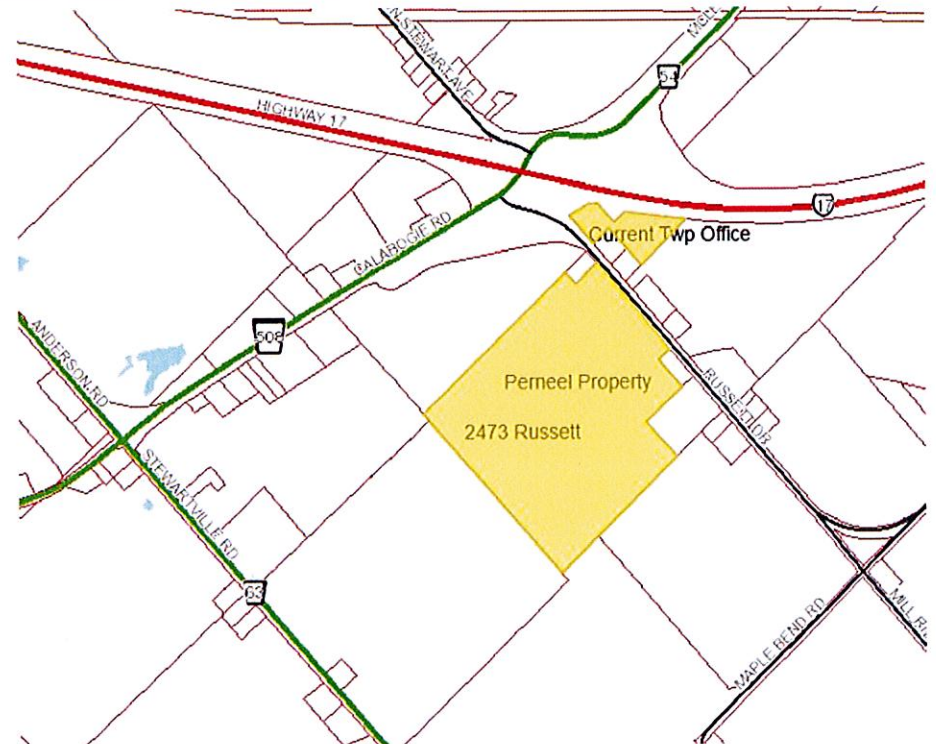 N STEWART AVE
54
HIGHWAY 17
17
Current Twp Office
CALABOGIE RD
508
ANDERSON RD
Perneel Property
2473 Russett
RUSSETT DR
STEWARTVILLE RD
63
MAPLE BEND RD